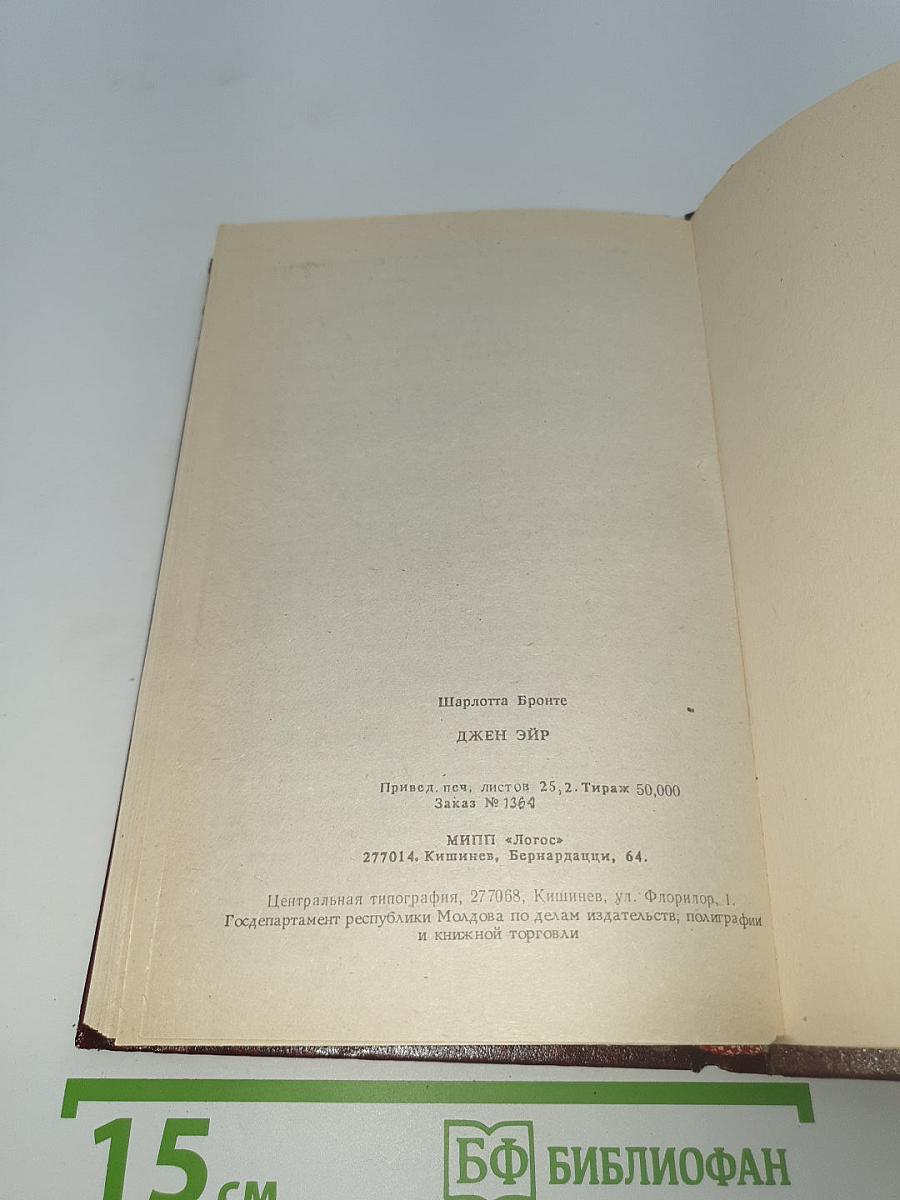 Шарлотта Бронте
ДЖЕН ЭЙР
Привед. печ. листов 25,2. Тираж 50,000
Заказ № 1364
МИПП «Логос»
277014. Кишинев, Бернардацци, 64.
Центральная типография, 277068, Кишинев, ул. Флорилор, 1.
Госдепартамент республики Молдова по делам издательств, полиграфии
и книжной торговли
15 см
БФ БИБЛИОФАН